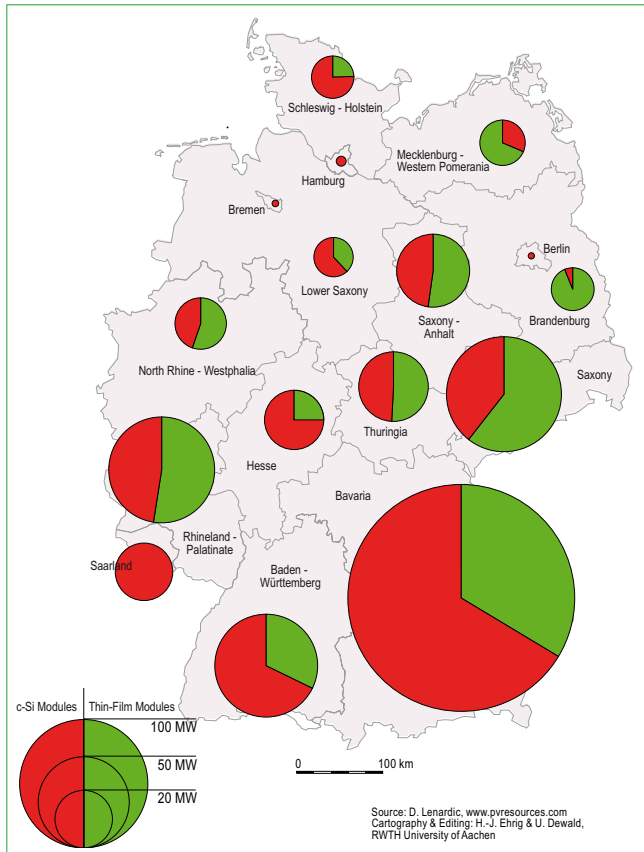 Schleswig - Holstein
Mecklenburg -
Western Pomerania
Hamburg
Bremen
Berlin
Lower Saxony
Brandenburg
Saxony -
Anhalt
North Rhine - Westphalia
Saxony
Thuringia
Hesse
Bavaria
Rhineland -
Palatinate
Saarland
Baden -
Württemberg
c-Si Modules
Thin-Film Modules
100 MW
50 MW
20 MW
0
100 km
Source: D. Lenardic, www.pvresources.com
Cartography & Editing: H.-J. Ehrig & U. Dewald,
RWTH University of Aachen